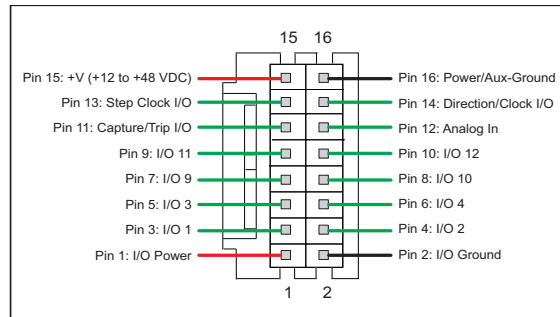 15 16
Pin 15: +V (+12 to +48 VDC) Pin 16: Power/Aux-Ground
Pin 13: Step Clock I/O Pin 14: Direction/Clock I/O
Pin 11: Capture/Trip I/O Pin 12: Analog In
Pin 9: I/O 11 Pin 10: I/O 12
Pin 7: I/O 9 Pin 8: I/O 10
Pin 5: I/O 3 Pin 6: I/O 4
Pin 3: I/O 1 Pin 4: I/O 2
Pin 1: I/O Power Pin 2: I/O Ground
1 2